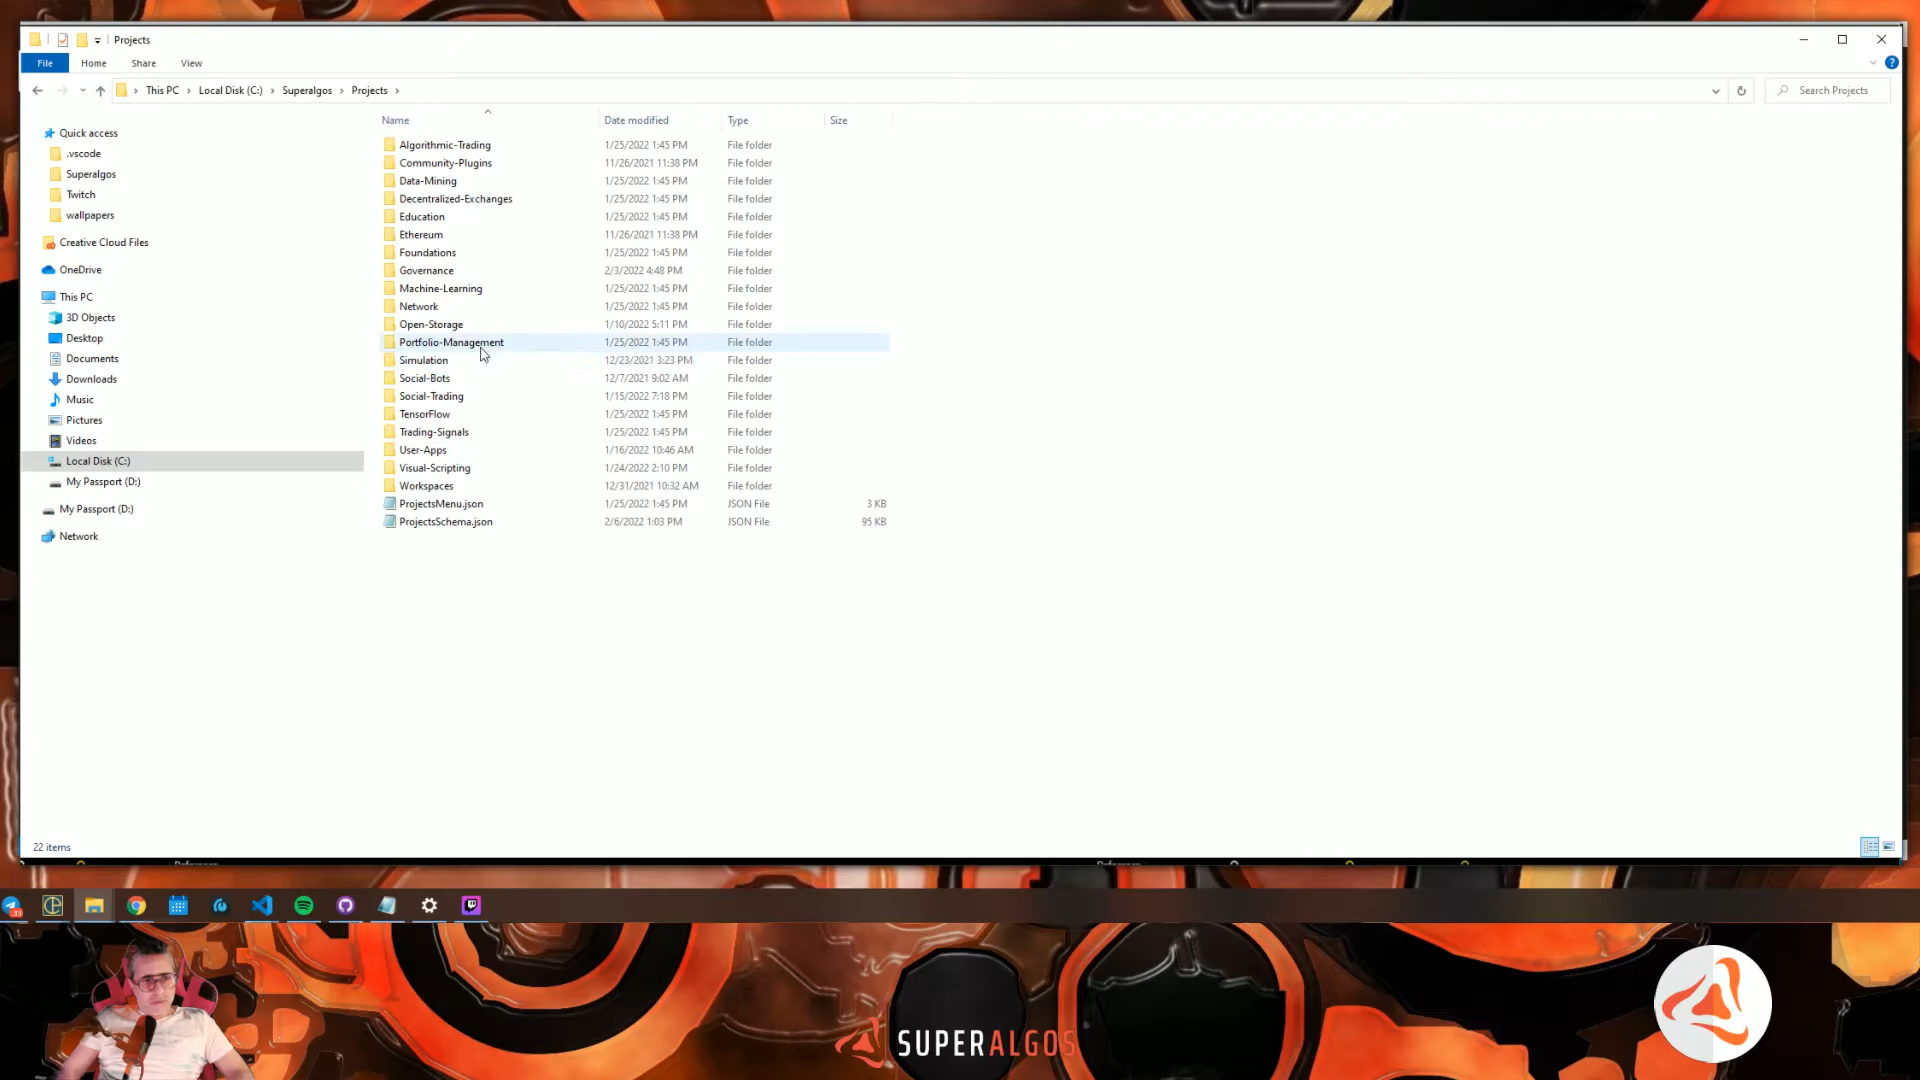 Projects
File Home Share View
This PC Local Disk (C:) Superalgos Projects
Search Projects
Name Date modified Type Size
Quick access
.vscode
Superalgos
Twitch
wallpapers
Creative Cloud Files
OneDrive
This PC
3D Objects
Desktop
Documents
Downloads
Music
Pictures
Videos
Local Disk (C:)
My Passport (D:)
My Passport (D:)
Network
Algorithmic-Trading 1/25/2022 1:45 PM File folder
Community-Plugins 11/26/2021 11:38 PM File folder
Data-Mining 1/25/2022 1:45 PM File folder
Decentralized-Exchanges 1/25/2022 1:45 PM File folder
Education 1/25/2022 1:45 PM File folder
Ethereum 11/26/2021 11:38 PM File folder
Foundations 1/25/2022 1:45 PM File folder
Governance 2/3/2022 4:48 PM File folder
Machine-Learning 1/25/2022 1:45 PM File folder
Network 1/25/2022 1:45 PM File folder
Open-Storage 1/10/2022 5:11 PM File folder
Portfolio-Management 1/25/2022 1:45 PM File folder
Simulation 12/23/2021 3:23 PM File folder
Social-Bots 12/7/2021 9:02 AM File folder
Social-Trading 1/15/2022 7:18 PM File folder
TensorFlow 1/25/2022 1:45 PM File folder
Trading-Signals 1/25/2022 1:45 PM File folder
User-Apps 1/16/2022 10:46 AM File folder
Visual-Scripting 1/24/2022 2:10 PM File folder
Workspaces 12/31/2021 10:32 AM File folder
ProjectsMenu.json 1/25/2022 1:45 PM JSON File 3 KB
ProjectsSchema.json 2/6/2022 1:03 PM JSON File 95 KB
22 items
33
SUPERALGOS